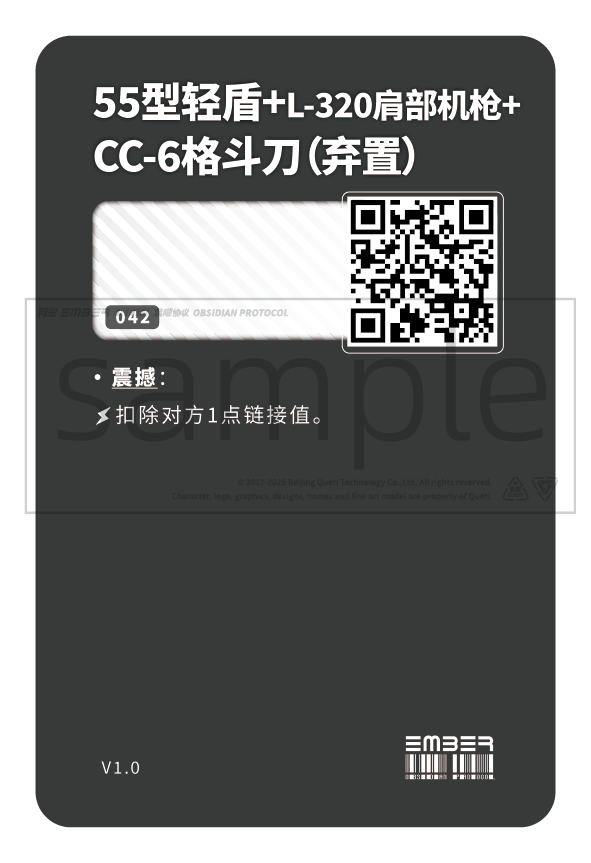 55型轻盾+L-320肩部机枪+
CC-6格斗刀（弃置）
042
协议 OBSIDIAN PROTOCOL
• 震撼：
扣除对方1点链接值。
sample
© 2017-2025 Beijing Quen Technology Co.,Ltd. All rights reserved
V1.0
EMBER